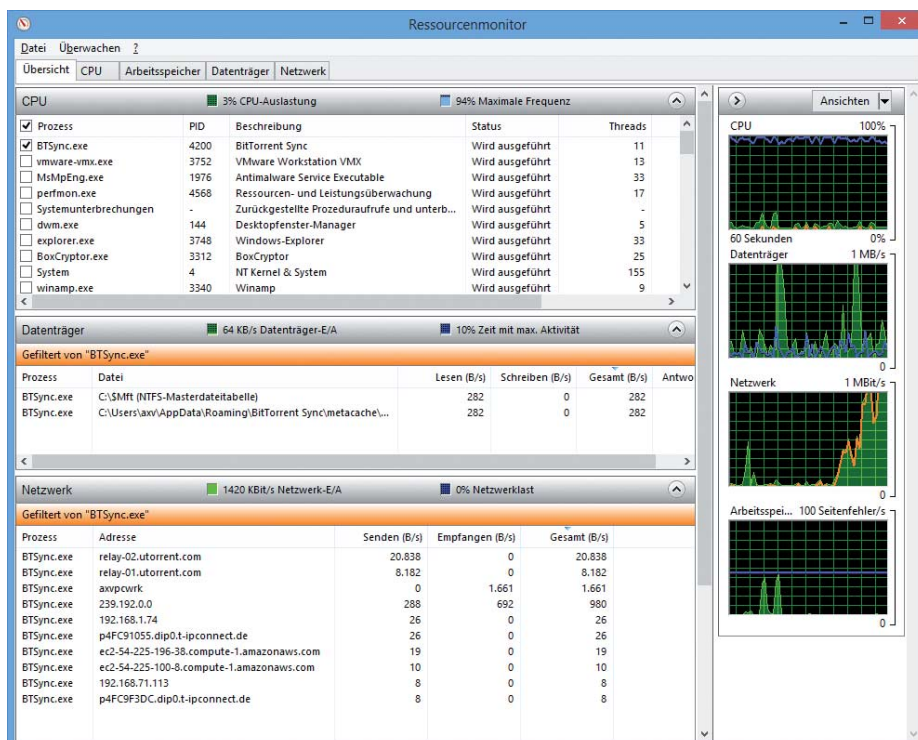 Ressourcenmonitor
Datei Überwachen ?
Übersicht CPU Arbeitsspeicher Datenträger Netzwerk
CPU 3% CPU-Auslastung 94% Maximale Frequenz
Prozess PID Beschreibung Status Threads
BTSync.exe 4200 BitTorrent Sync Wird ausgeführt 11
vmware-vmx.exe 3752 VMware Workstation VMX Wird ausgeführt 13
MsMpEng.exe 1976 Antimalware Service Executable Wird ausgeführt 33
perfmon.exe 4568 Ressourcen- und Leistungsüberwachung Wird ausgeführt 17
Systemunterbrechungen - Zurückgestellte Prozeduraufrufe und unterb... Wird ausgeführt -
dwm.exe 144 Desktopfenster-Manager Wird ausgeführt 5
explorer.exe 3748 Windows-Explorer Wird ausgeführt 33
BoxCryptor.exe 3312 BoxCryptor Wird ausgeführt 25
System 4 NT Kernel & System Wird ausgeführt 155
winamp.exe 3340 Winamp Wird ausgeführt 9
Datenträger 64 KB/s Datenträger-E/A 10% Zeit mit max. Aktivität
Gefiltert von "BTSync.exe"
Prozess Datei Lesen (B/s) Schreiben (B/s) Gesamt (B/s) Antwo
BTSync.exe C:\$Mft (NTFS-Masterdateitabelle) 282 0 282
BTSync.exe C:\Users\axv\AppData\Roaming\BitTorrent Sync\metacache\... 282 0 282
Netzwerk 1420 KBit/s Netzwerk-E/A 0% Netzwerklast
Gefiltert von "BTSync.exe"
Prozess Adresse Senden (B/s) Empfangen (B/s) Gesamt (B/s)
BTSync.exe relay-02.utorrent.com 20.838 0 20.838
BTSync.exe relay-01.utorrent.com 8.182 0 8.182
BTSync.exe axvpcwrk 0 1.661 1.661
BTSync.exe 239.192.0.0 288 692 980
BTSync.exe 192.168.1.74 26 0 26
BTSync.exe p4FC91055.dip0.t-ipconnect.de 26 0 26
BTSync.exe ec2-54-225-196-38.compute-1.amazonaws.com 19 0 19
BTSync.exe ec2-54-225-100-8.compute-1.amazonaws.com 10 0 10
BTSync.exe 192.168.71.113 8 0 8
BTSync.exe p4FC9F3DC.dip0.t-ipconnect.de 8 0 8
Ansichten
CPU 100%
60 Sekunden 0%
Datenträger 1 MB/s
0
Netzwerk 1 MBit/s
0
Arbeitsspei... 100 Seitenfehler/s
0